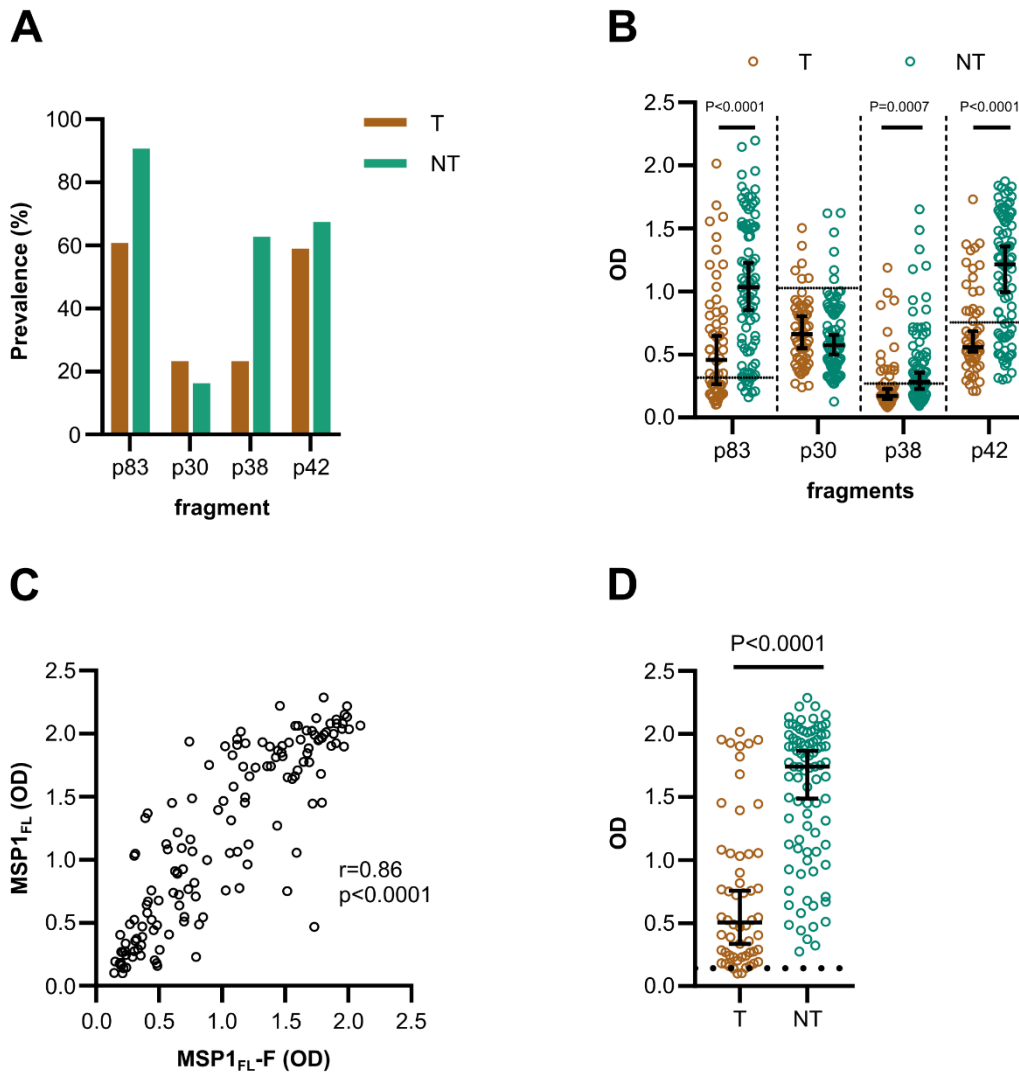 A
Prevalence (%)
100
80
60
40
20
0
T
NT
p83
p30
p38
p42
fragment
B
T
NT
P<0.0001
P=0.0007
P<0.0001
OD
2.5
2.0
1.5
1.0
0.5
0.0
p83
p30
p38
p42
fragments
C
MSP1FL (OD)
2.5
2.0
1.5
1.0
0.5
0.0
r=0.86
p<0.0001
0.0 0.5 1.0 1.5 2.0 2.5
MSP1FL-F (OD)
D
P<0.0001
OD
2.5
2.0
1.5
1.0
0.5
0.0
T
NT